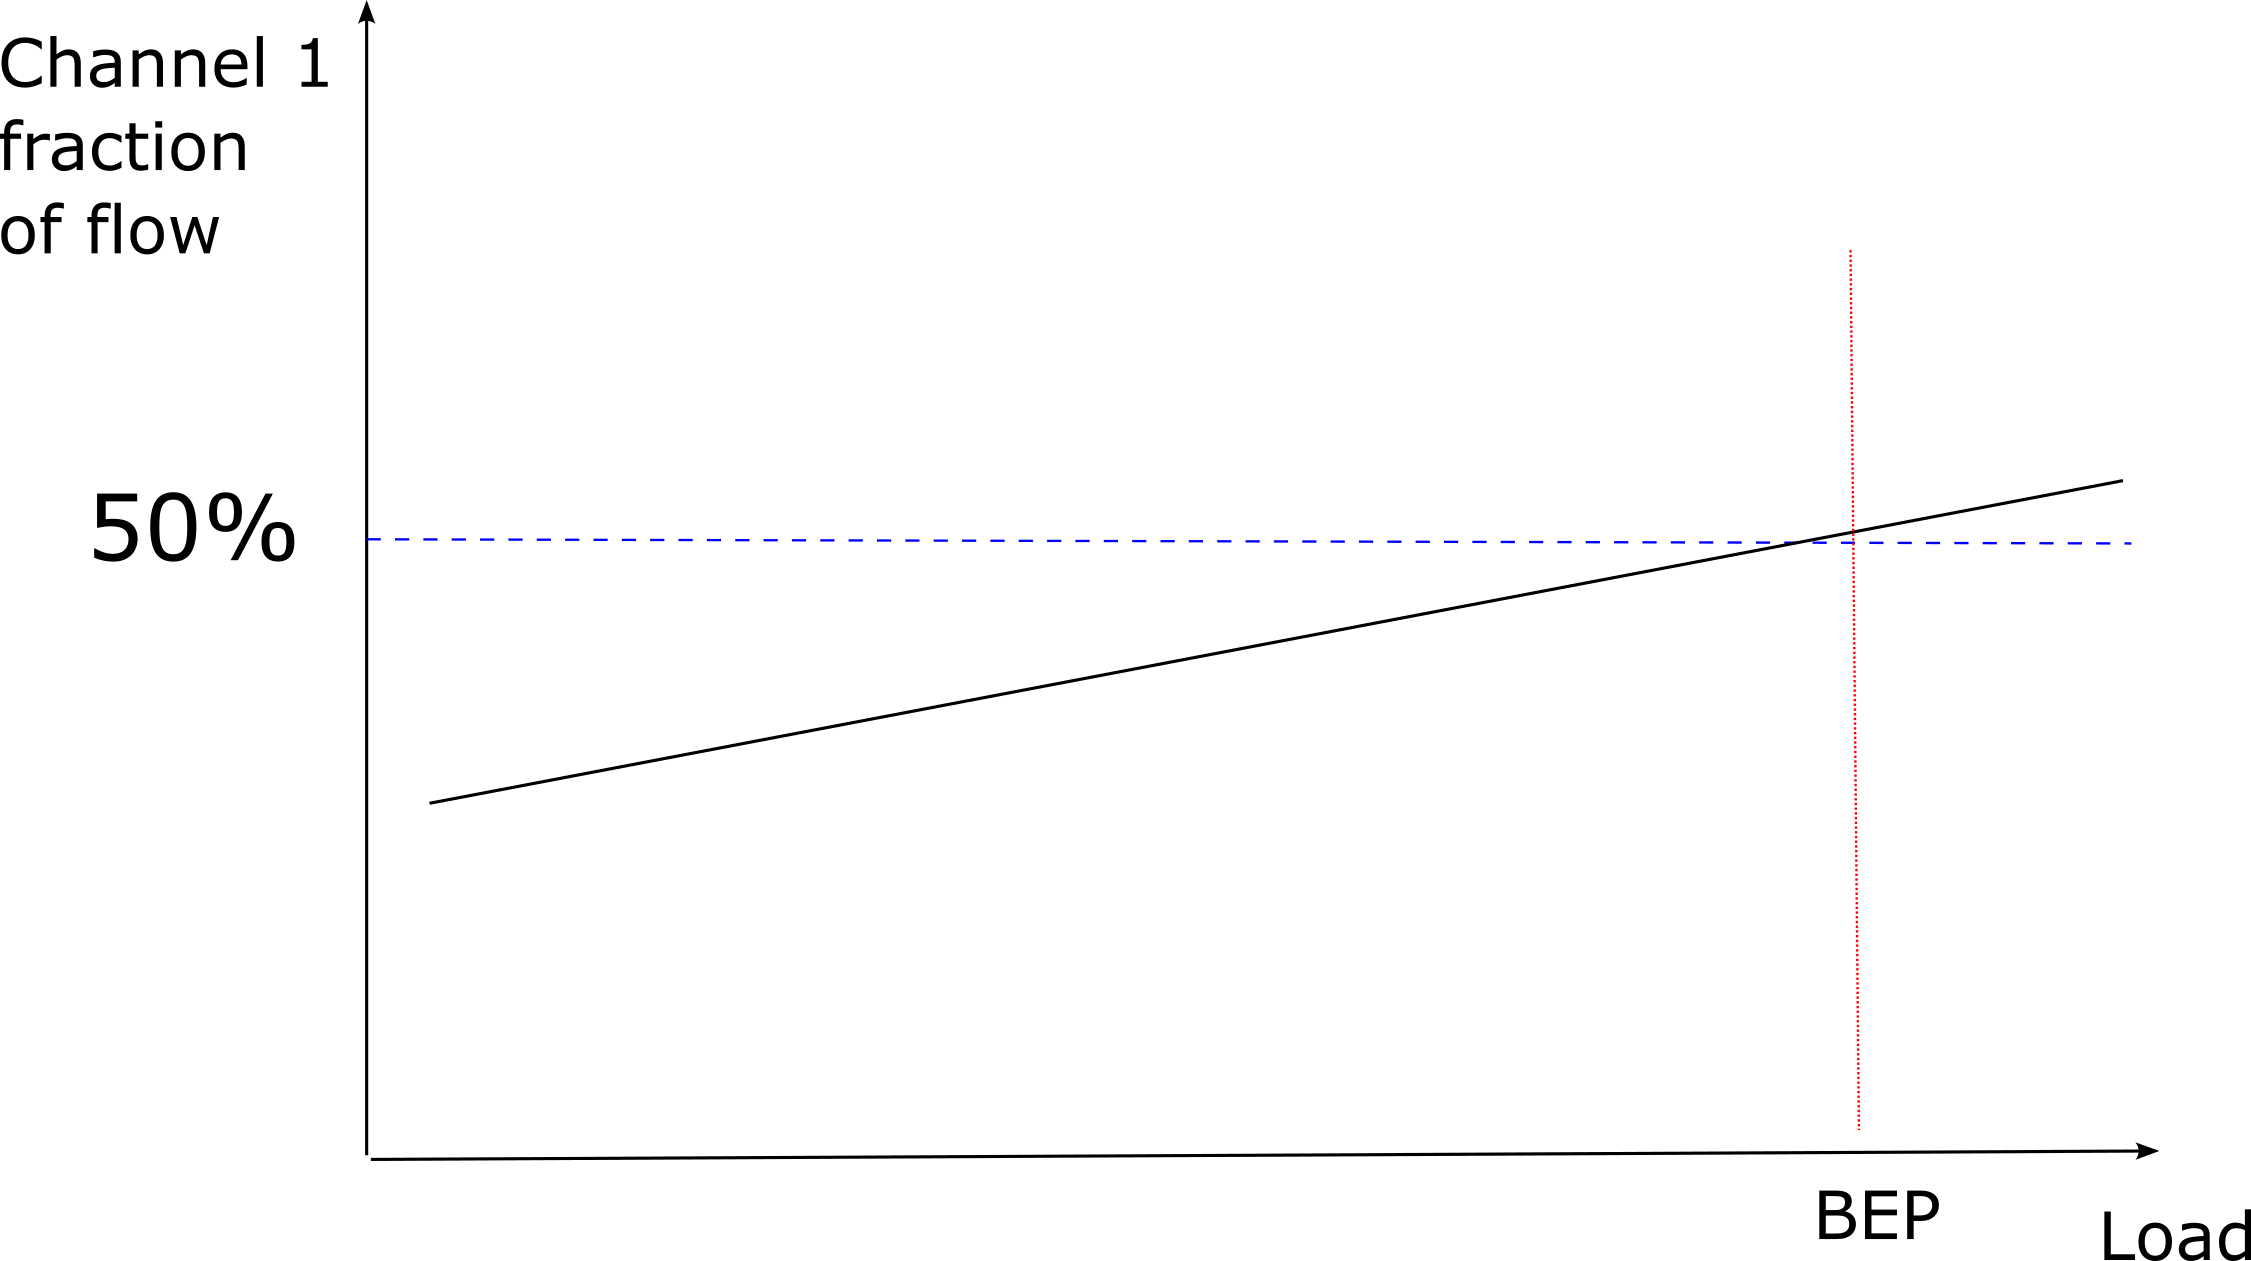 Channel 1
fraction
of flow
50%
BEP
Load